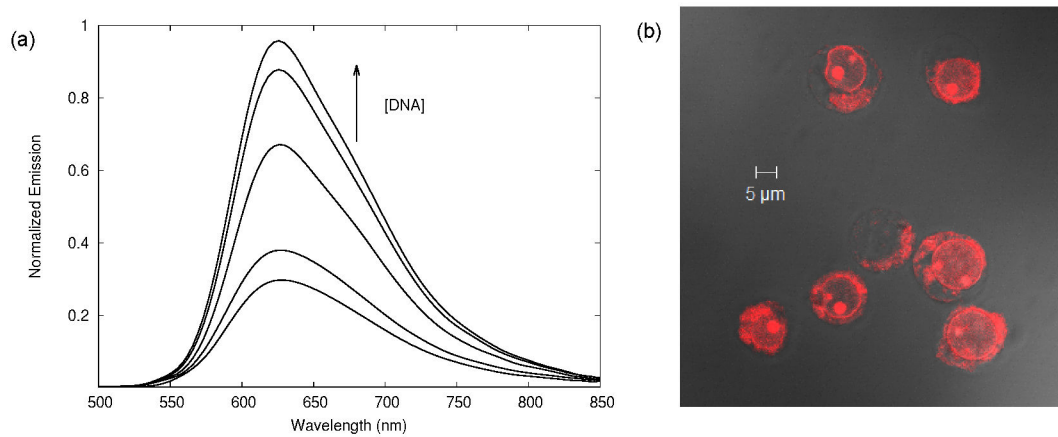 (a)
1
0.8
0.6
0.4
0.2
Normalized Emission
[DNA]
500 550 600 650 700 750 800 850
Wavelength (nm)
(b)
5 µm